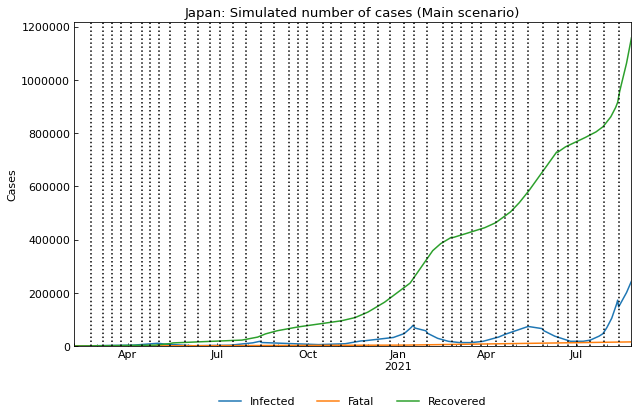 Japan: Simulated number of cases (Main scenario)
1200000
1000000
800000
600000
400000
200000
0
Cases
Apr
Jul
Oct
Jan
2021
Apr
Jul
Infected
Fatal
Recovered